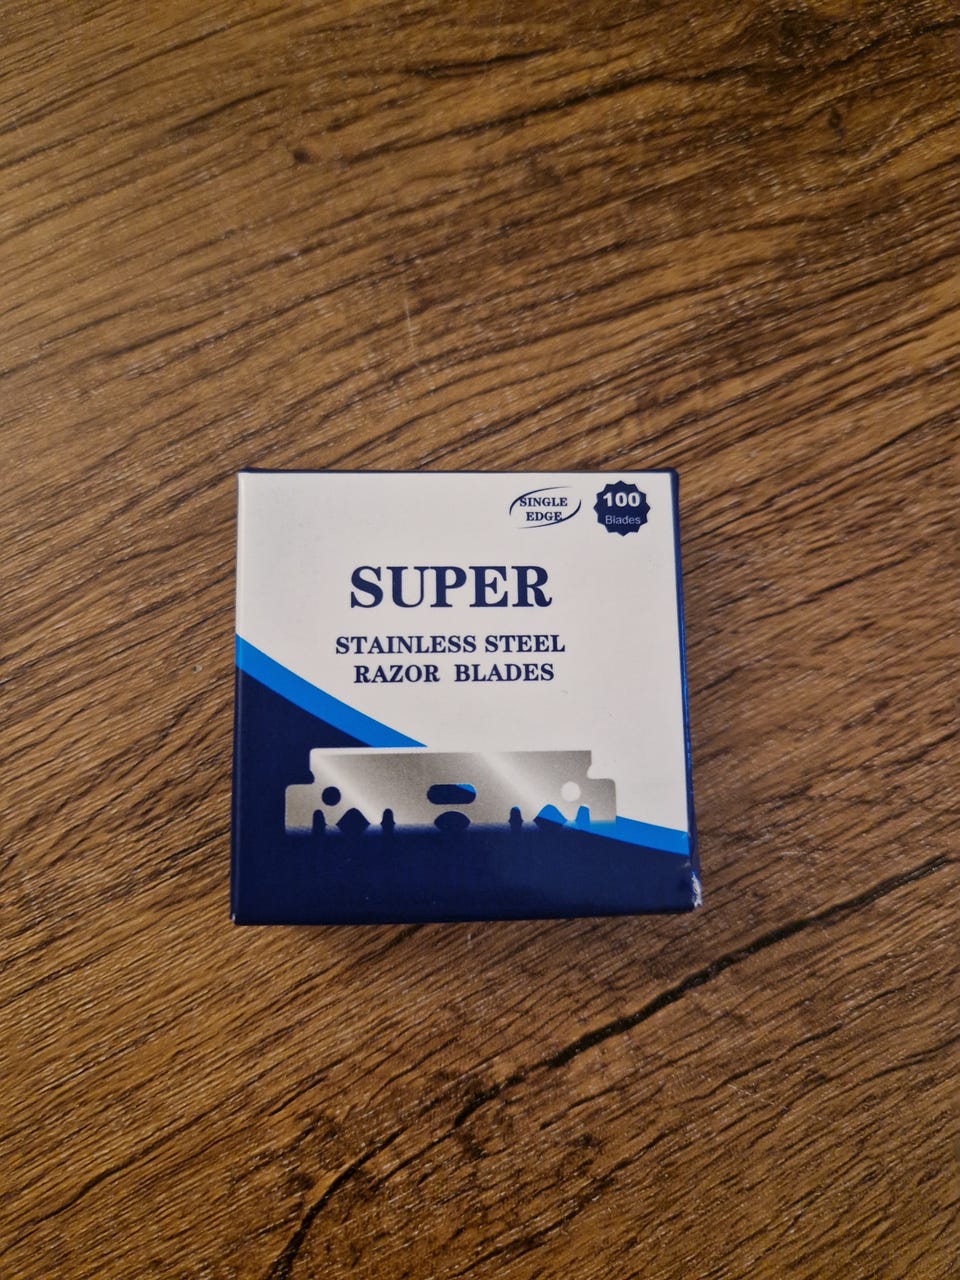 SINGLE
EDGE
100
Blades
SUPER
STAINLESS STEEL
RAZOR BLADES